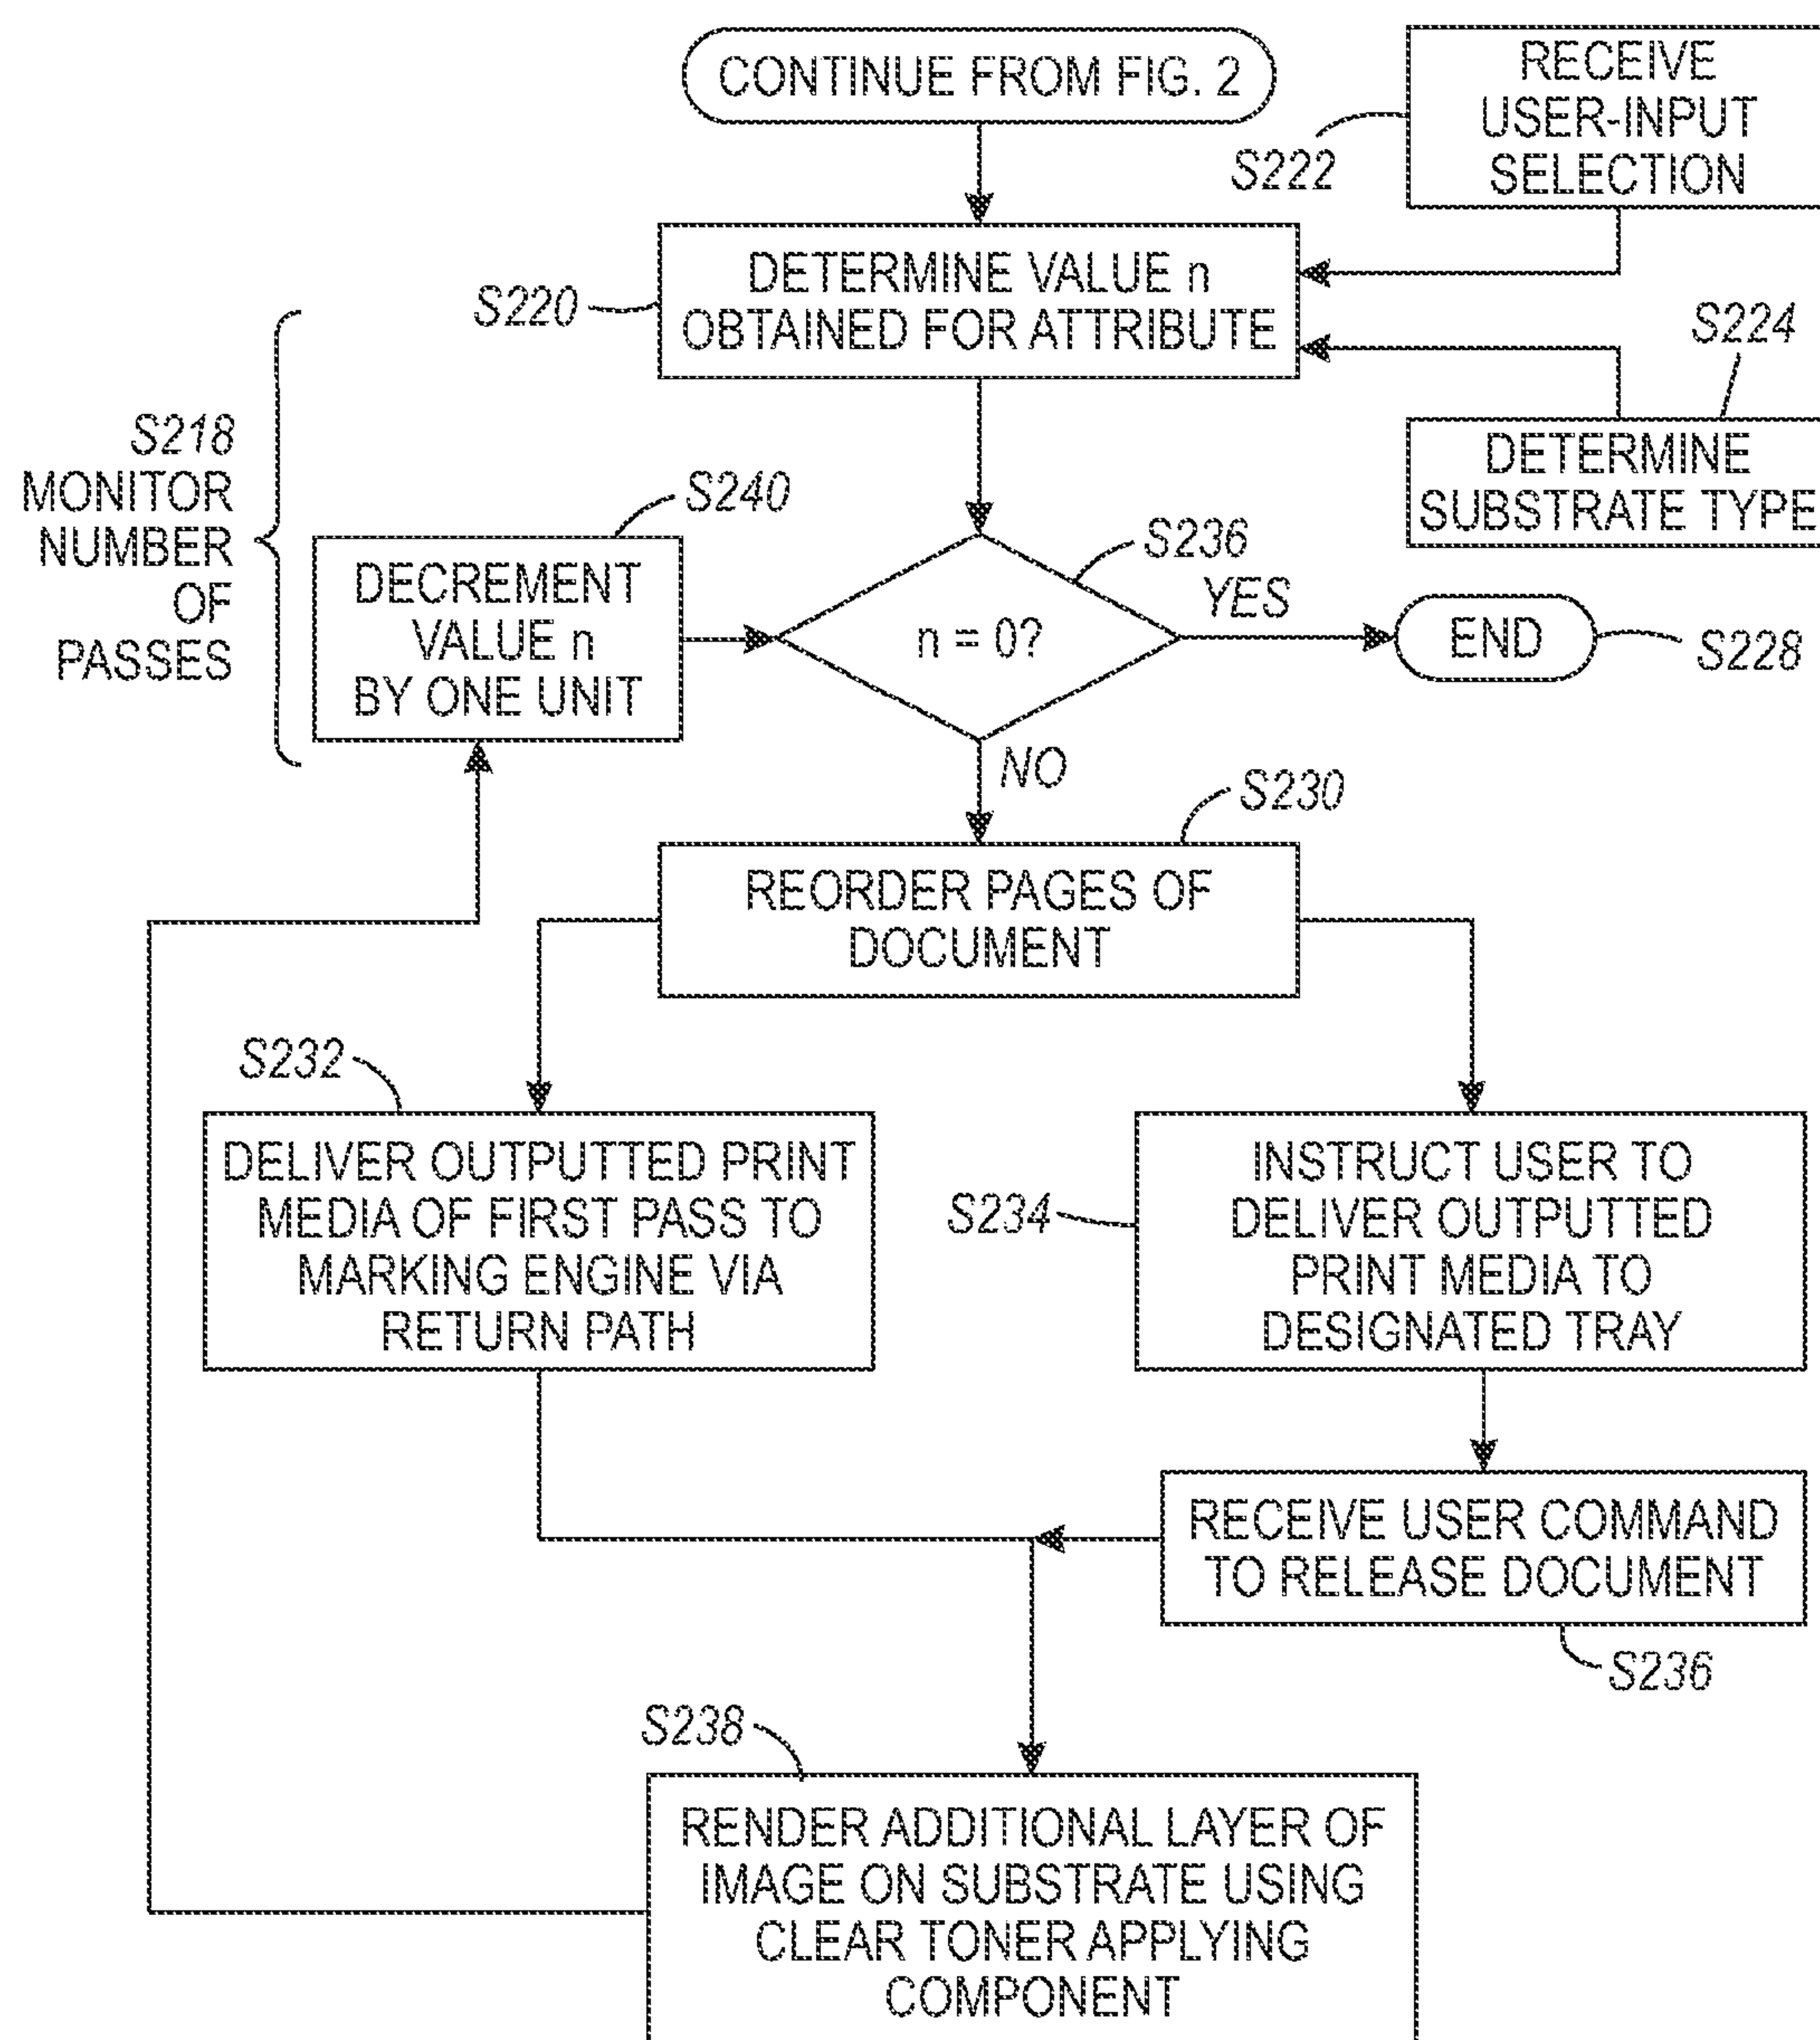 CONTINUE FROM FIG. 2
RECEIVE
USER-INPUT
SELECTION
S222
DETERMINE VALUE n
OBTAINED FOR ATTRIBUTE
S220
S224
DETERMINE
SUBSTRATE TYPE
S218
MONITOR
NUMBER
OF
PASSES
S240
DECREMENT
VALUE n
BY ONE UNIT
S236
n = 0?
YES
END
S228
NO
S230
REORDER PAGES OF
DOCUMENT
S232
DELIVER OUTPUTTED PRINT
MEDIA OF FIRST PASS TO
MARKING ENGINE VIA
RETURN PATH
S234
INSTRUCT USER TO
DELIVER OUTPUTTED
PRINT MEDIA TO
DESIGNATED TRAY
RECEIVE USER COMMAND
TO RELEASE DOCUMENT
S236
S238
RENDER ADDITIONAL LAYER OF
IMAGE ON SUBSTRATE USING
CLEAR TONER APPLYING
COMPONENT